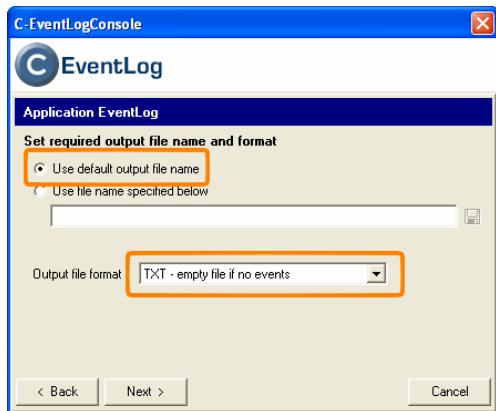 C-EventLogConsole
C EventLog
Application EventLog
Set required output file name and format
Use default output file name
Use file name specified below
Output file format TXT - empty file if no events
< Back Next > Cancel